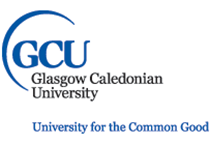 GCU
Glasgow Caledonian
University
University for the Common Good